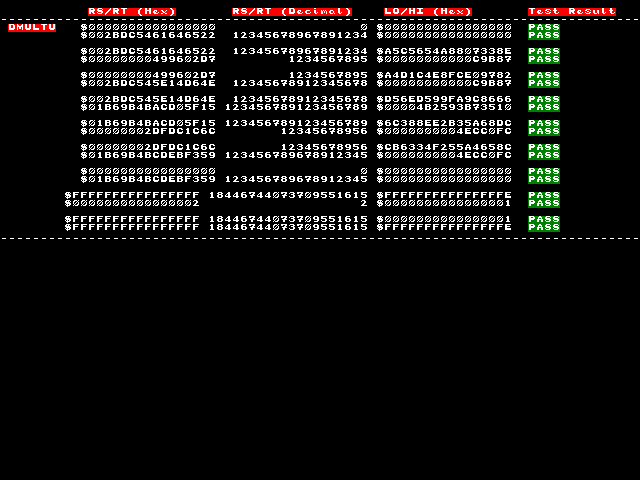 RS/RT (Hex) RS/RT (Decimal) LO/HI (Hex) Test Result
DMULTU $0000000000000000 0 $0000000000000000 PASS
$002BDC5461646522 12345678967891234 $0000000000000000 PASS
$002BDC5461646522 12345678967891234 $A5C5654A8807338E PASS
$00000000499602D7 1234567895 $00000000000C9B87 PASS
$00000000499602D7 1234567895 $A4D1C4E8FCE09782 PASS
$002BDC545E14D64E 12345678912345678 $00000000000C9B87 PASS
$002BDC545E14D64E 12345678912345678 $D56ED599FA9C8666 PASS
$01B69B4BACD05F15 123456789123456789 $00004B2593B73510 PASS
$01B69B4BACD05F15 123456789123456789 $6C388EE2B35A68DC PASS
$00000002DFDC1C6C 12345678956 $0000000004ECC0FC PASS
$00000002DFDC1C6C 12345678956 $CB6334F255A4658C PASS
$01B69B4BCDEBF359 123456789678912345 $0000000004ECC0FC PASS
$0000000000000000 0 $0000000000000000 PASS
$01B69B4BCDEBF359 123456789678912345 $0000000000000000 PASS
$FFFFFFFFFFFFFFFF 18446744073709551615 $FFFFFFFFFFFFFFFE PASS
$0000000000000002 2 $0000000000000001 PASS
$FFFFFFFFFFFFFFFF 18446744073709551615 $0000000000000001 PASS
$FFFFFFFFFFFFFFFF 18446744073709551615 $FFFFFFFFFFFFFFFE PASS